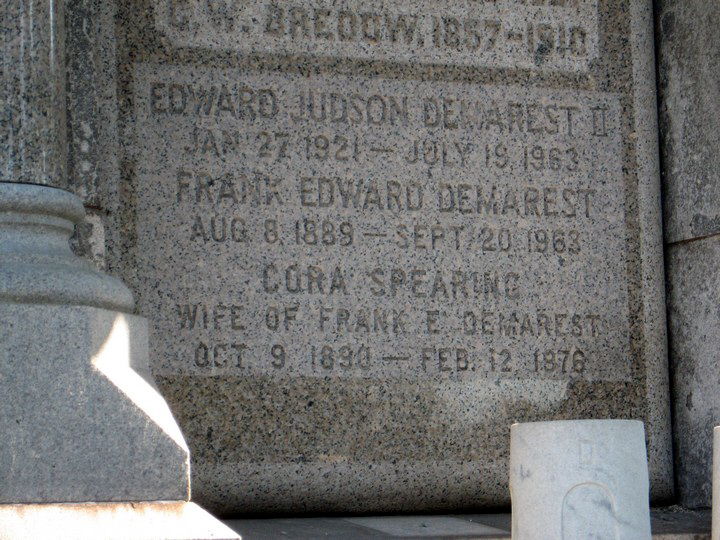 BREDOW. 1857-1910
EDWARD JUDSON DEMAREST II
JAN. 27, 1921 — JULY 19, 1963
FRANK EDWARD DEMAREST
AUG. 8, 1889 — SEPT. 20, 1963
CORA SPEARING
WIFE OF FRANK E. DEMAREST
OCT. 9 1890 — FEB. 12, 1976